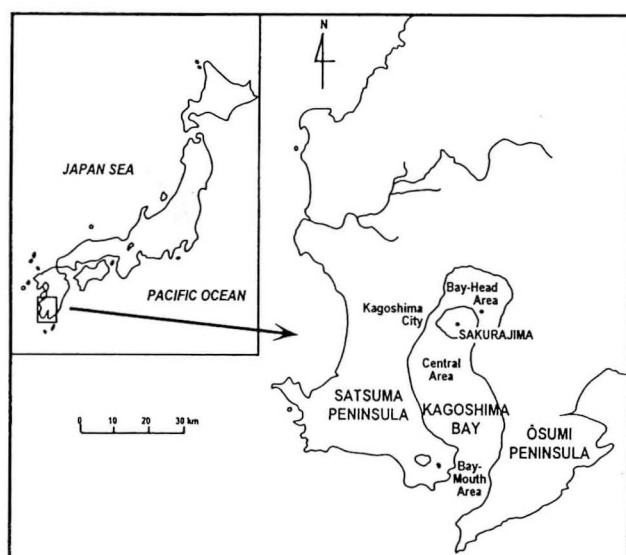 N
JAPAN SEA
PACIFIC OCEAN
0 10 20 30 km
Bay-Head
Area
Kagoshima
City
SAKURAJIMA
Central
Area
SATSUMA
PENINSULA
KAGOSHIMA
BAY
ÔSUMI
PENINSULA
Bay-
Mouth
Area